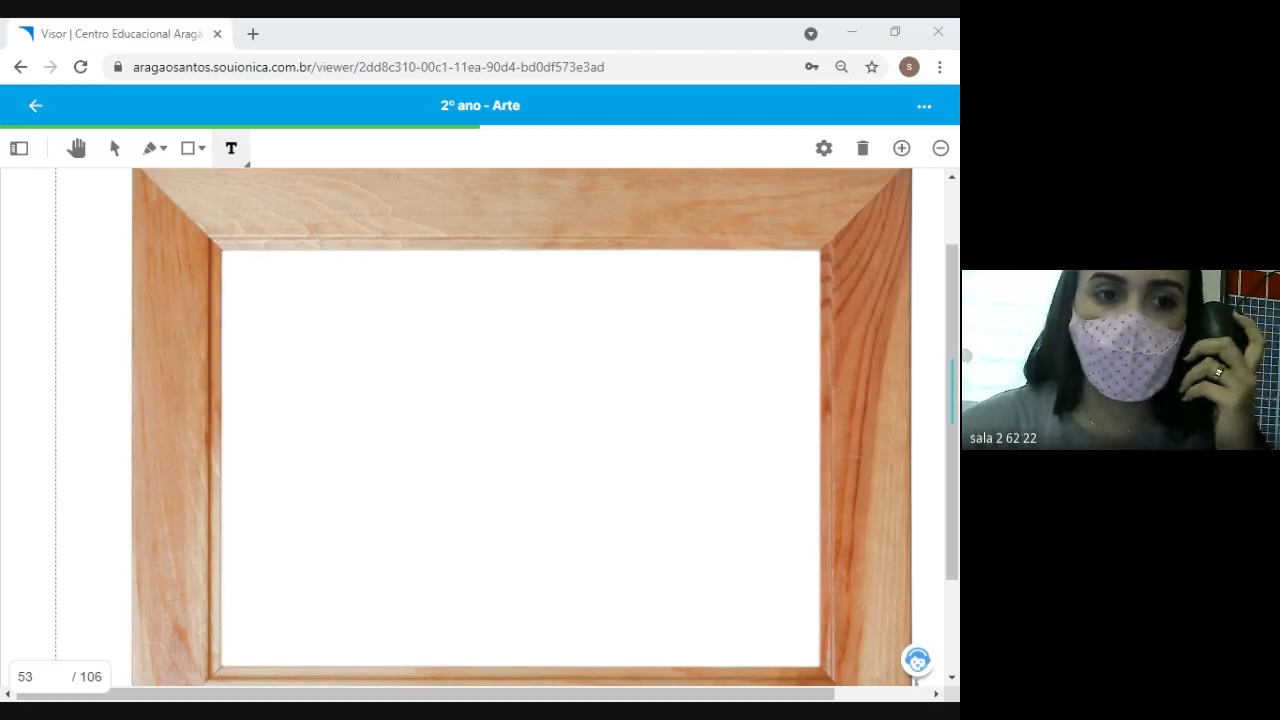 Visor | Centro Educacional Aragã
aragaosantos.souionica.com.br/viewer/2dd8c310-00c1-11ea-90d4-bd0df573e3ad
s
2º ano - Arte
T
53 / 106
sala 2 62 22